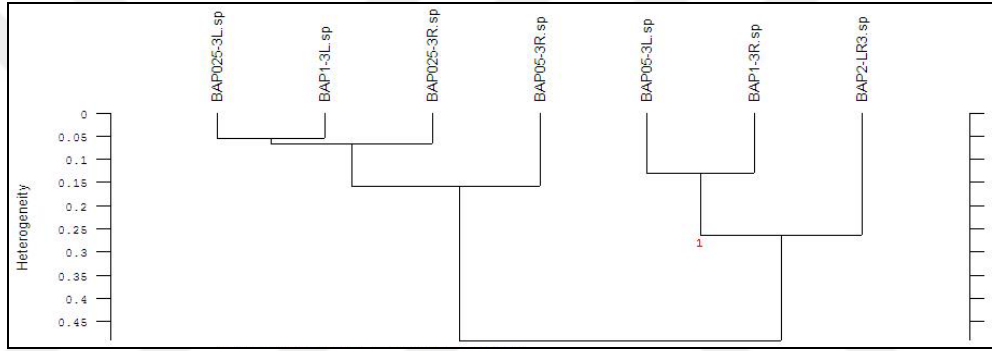 BAP025-3L.sp
BAP1-3L.sp
BAP025-3R.sp
BAP05-3R.sp
BAP05-3L.sp
BAP1-3R.sp
BAP2-LR3.sp
Heterogeneity
0
0.05
0.1
0.15
0.2
0.25
0.3
0.35
0.4
0.45
1